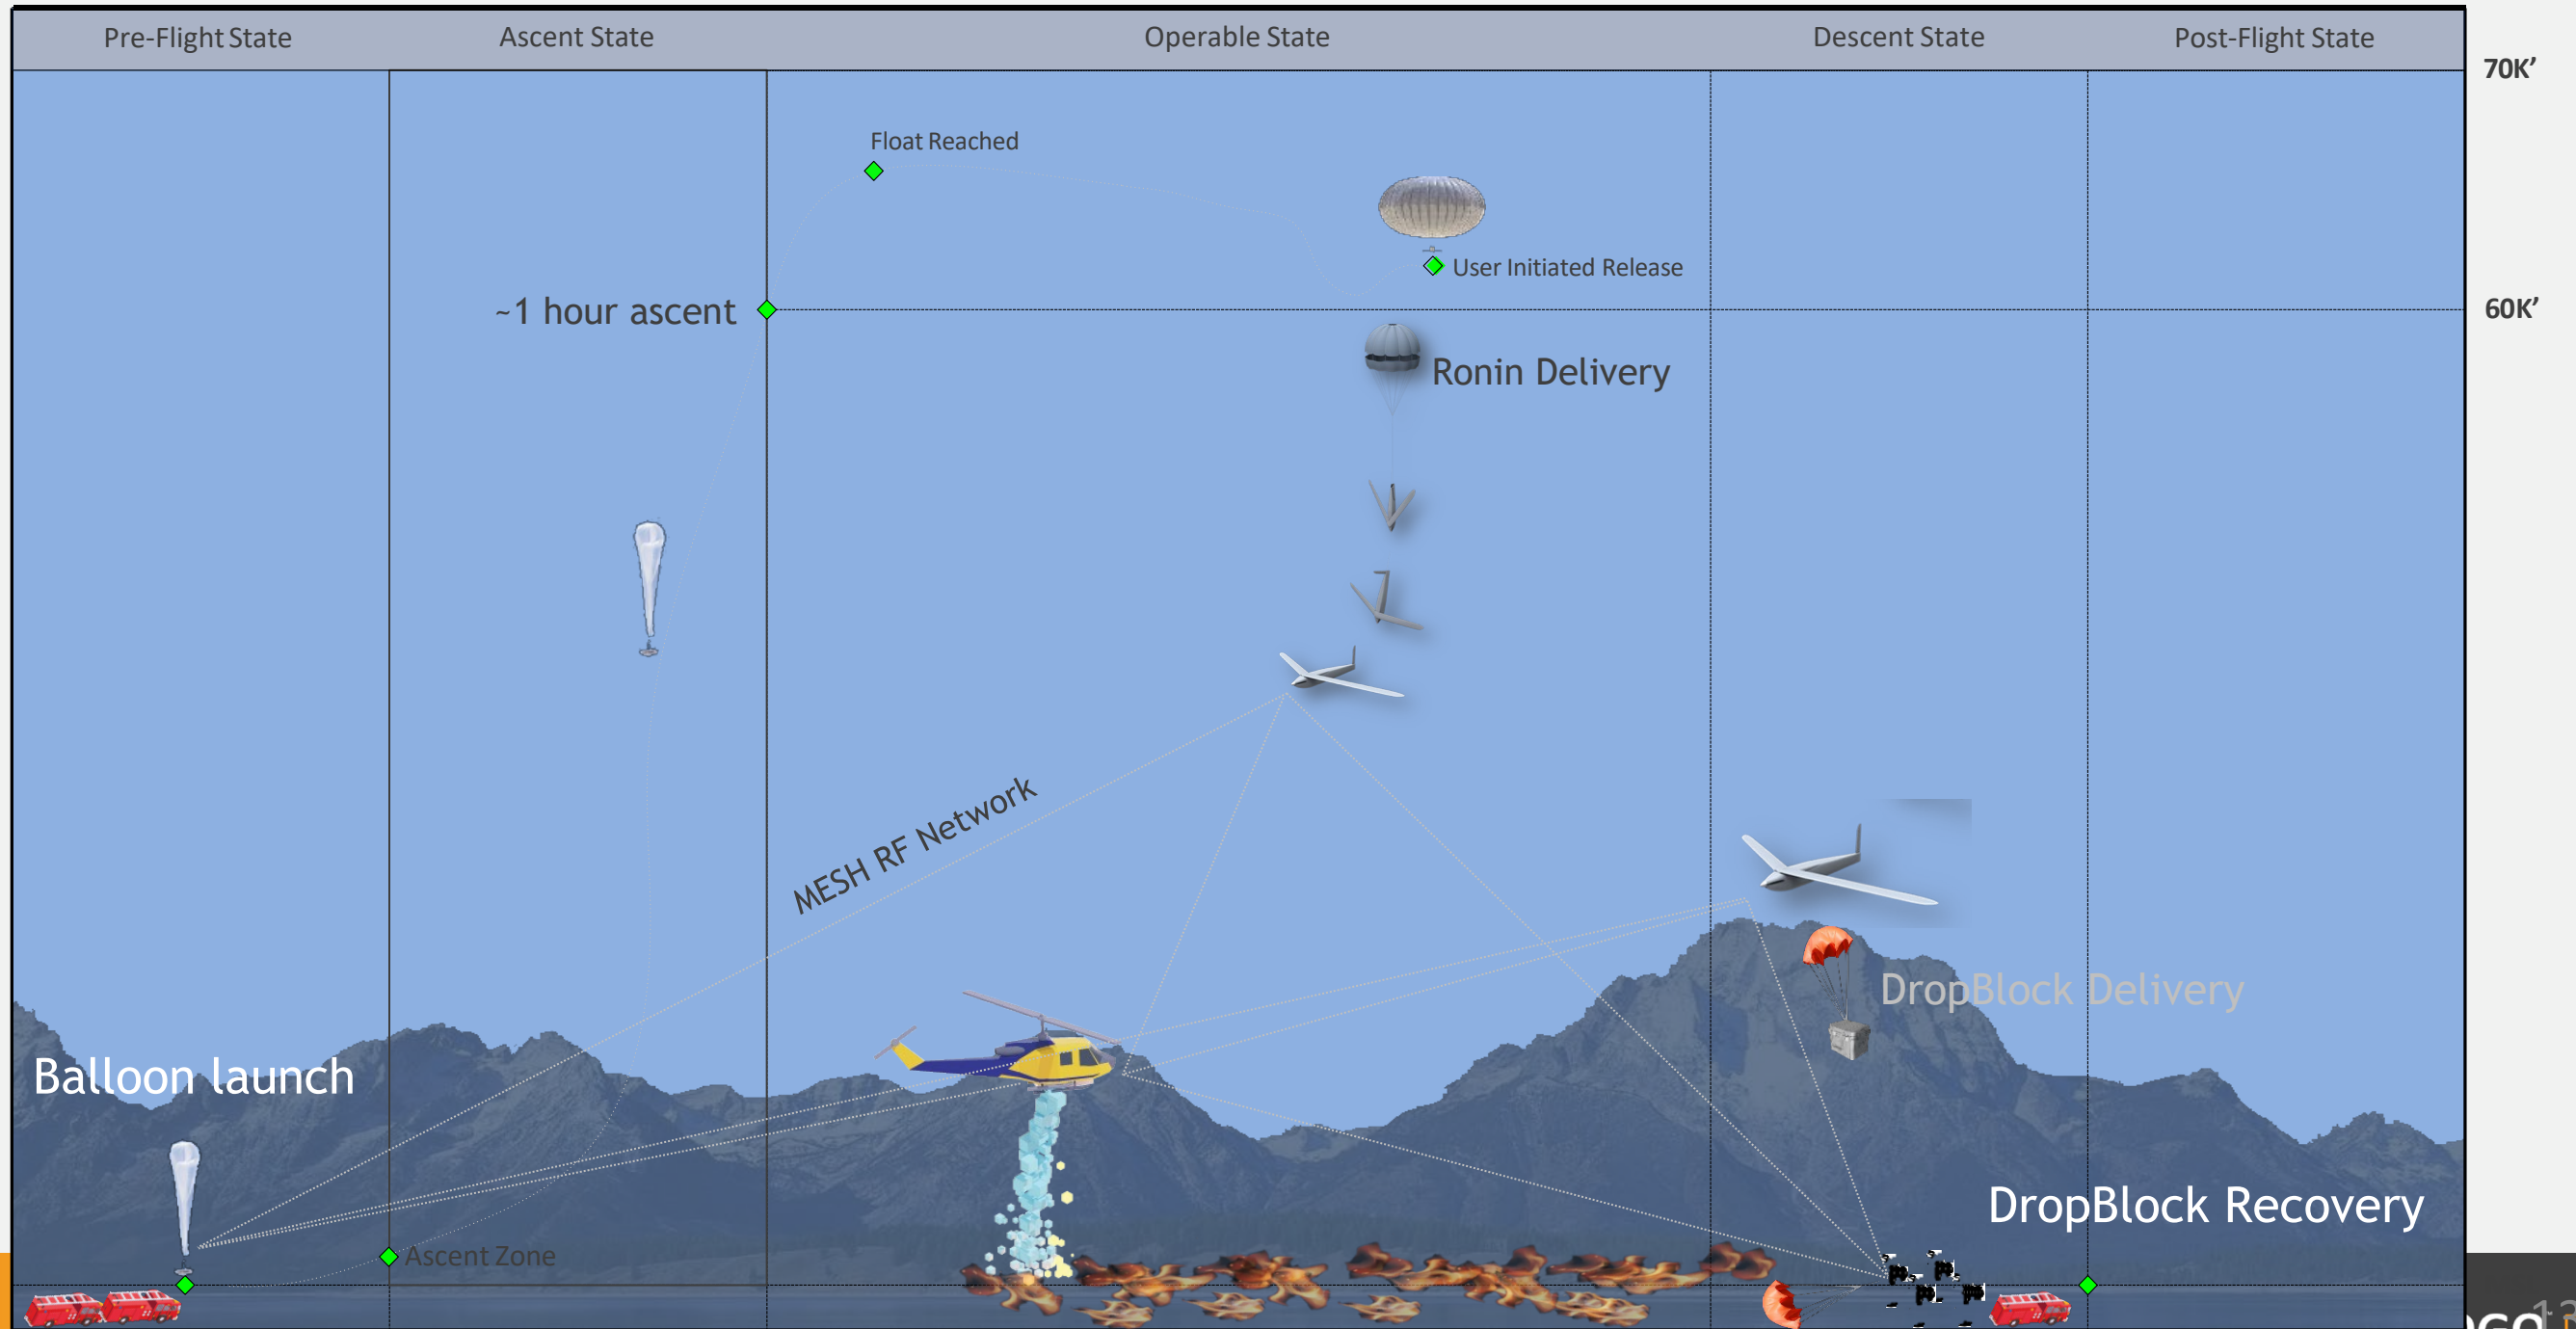 Pre-Flight State
Ascent State
Operable State
Descent State
Post-Flight State
70K’
Float Reached
User Initiated Release
~1 hour ascent
60K’
Ronin Delivery
MESH RF Network
DropBlock Delivery
Balloon launch
DropBlock Recovery
Ascent Zone